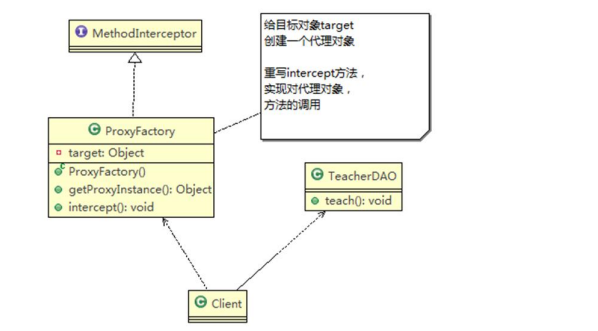 MethodInterceptor
给目标对象target
创建一个代理对象
重写intercept方法，
实现对代理对象，
方法的调用
ProxyFactory
target: Object
ProxyFactory()
getProxyInstance(): Object
intercept(): void
TeacherDAO
teach(): void
Client